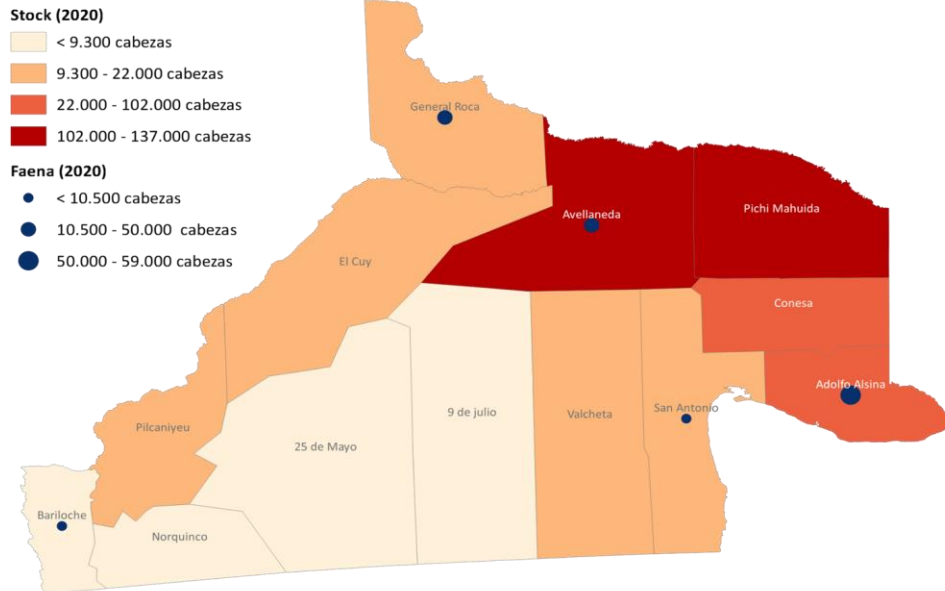 Stock (2020)
< 9.300 cabezas
9.300 - 22.000 cabezas
22.000 - 102.000 cabezas
102.000 - 137.000 cabezas
Faena (2020)
< 10.500 cabezas
10.500 - 50.000 cabezas
50.000 - 59.000 cabezas
General Roca
Avellaneda
Pichi Mahuida
El Cuy
Conesa
Adolfo Alsina
9 de julio
Valcheta
San Antonio
Pilcaniyeu
25 de Mayo
Bariloche
Norquinco